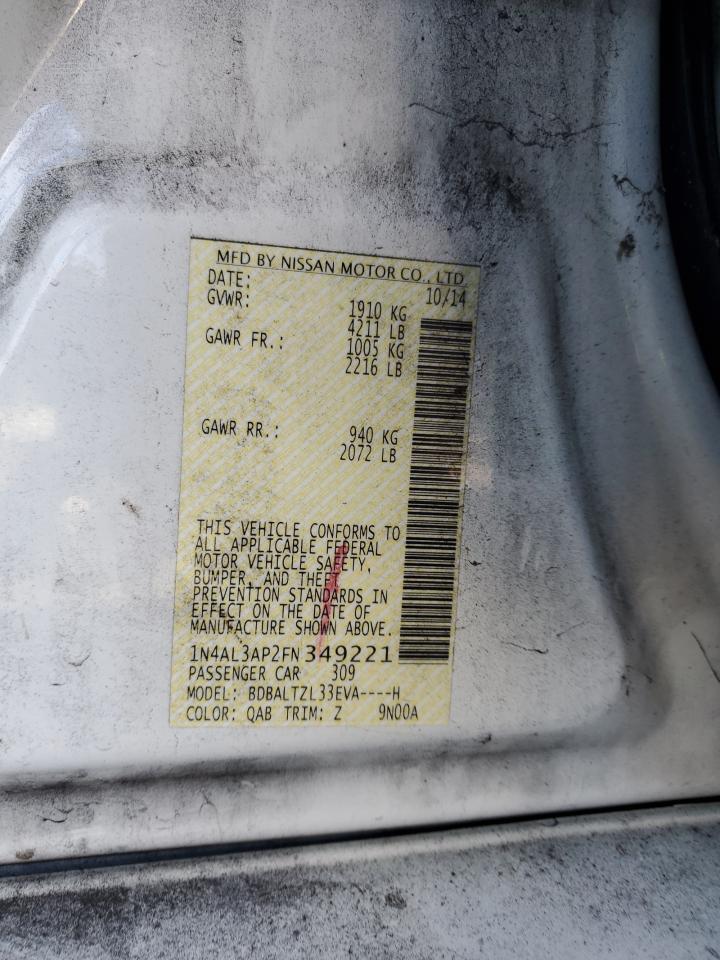 MFD BY NISSAN MOTOR CO., LTD.
DATE: 10/14
GVWR: 1910 KG
4211 LB
GAWR FR.: 1005 KG
2216 LB
GAWR RR.: 940 KG
2072 LB
THIS VEHICLE CONFORMS TO
ALL APPLICABLE FEDERAL
MOTOR VEHICLE SAFETY,
BUMPER, AND THEFT
PREVENTION STANDARDS IN
EFFECT ON THE DATE OF
MANUFACTURE SHOWN ABOVE.
1N4AL3AP2FN349221
PASSENGER CAR 309
MODEL: BDBALTZL33EVA----H
COLOR: QAB TRIM: Z 9N00A